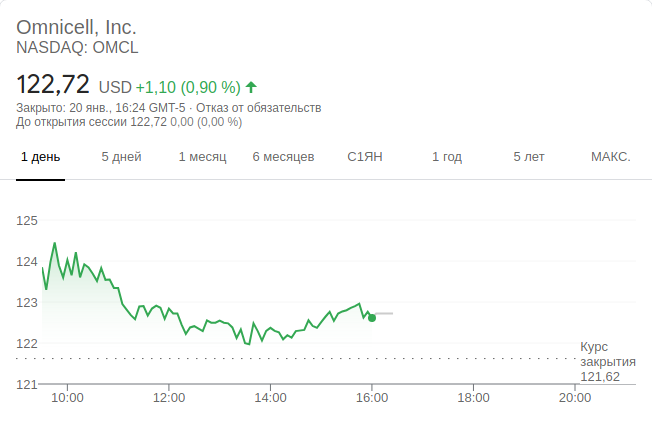 Omnicell, Inc.
NASDAQ: OMCL
122,72 USD +1,10 (0,90 %)
Закрыто: 20 янв., 16:24 GMT-5 · Отказ от обязательств
До открытия сессии 122,72 0,00 (0,00 %)
1 день 5 дней 1 месяц 6 месяцев С1ЯН 1 год 5 лет МАКС.
125
124
123
122
Курс
закрытия
121,62
121
10:00 12:00 14:00 16:00 18:00 20:00